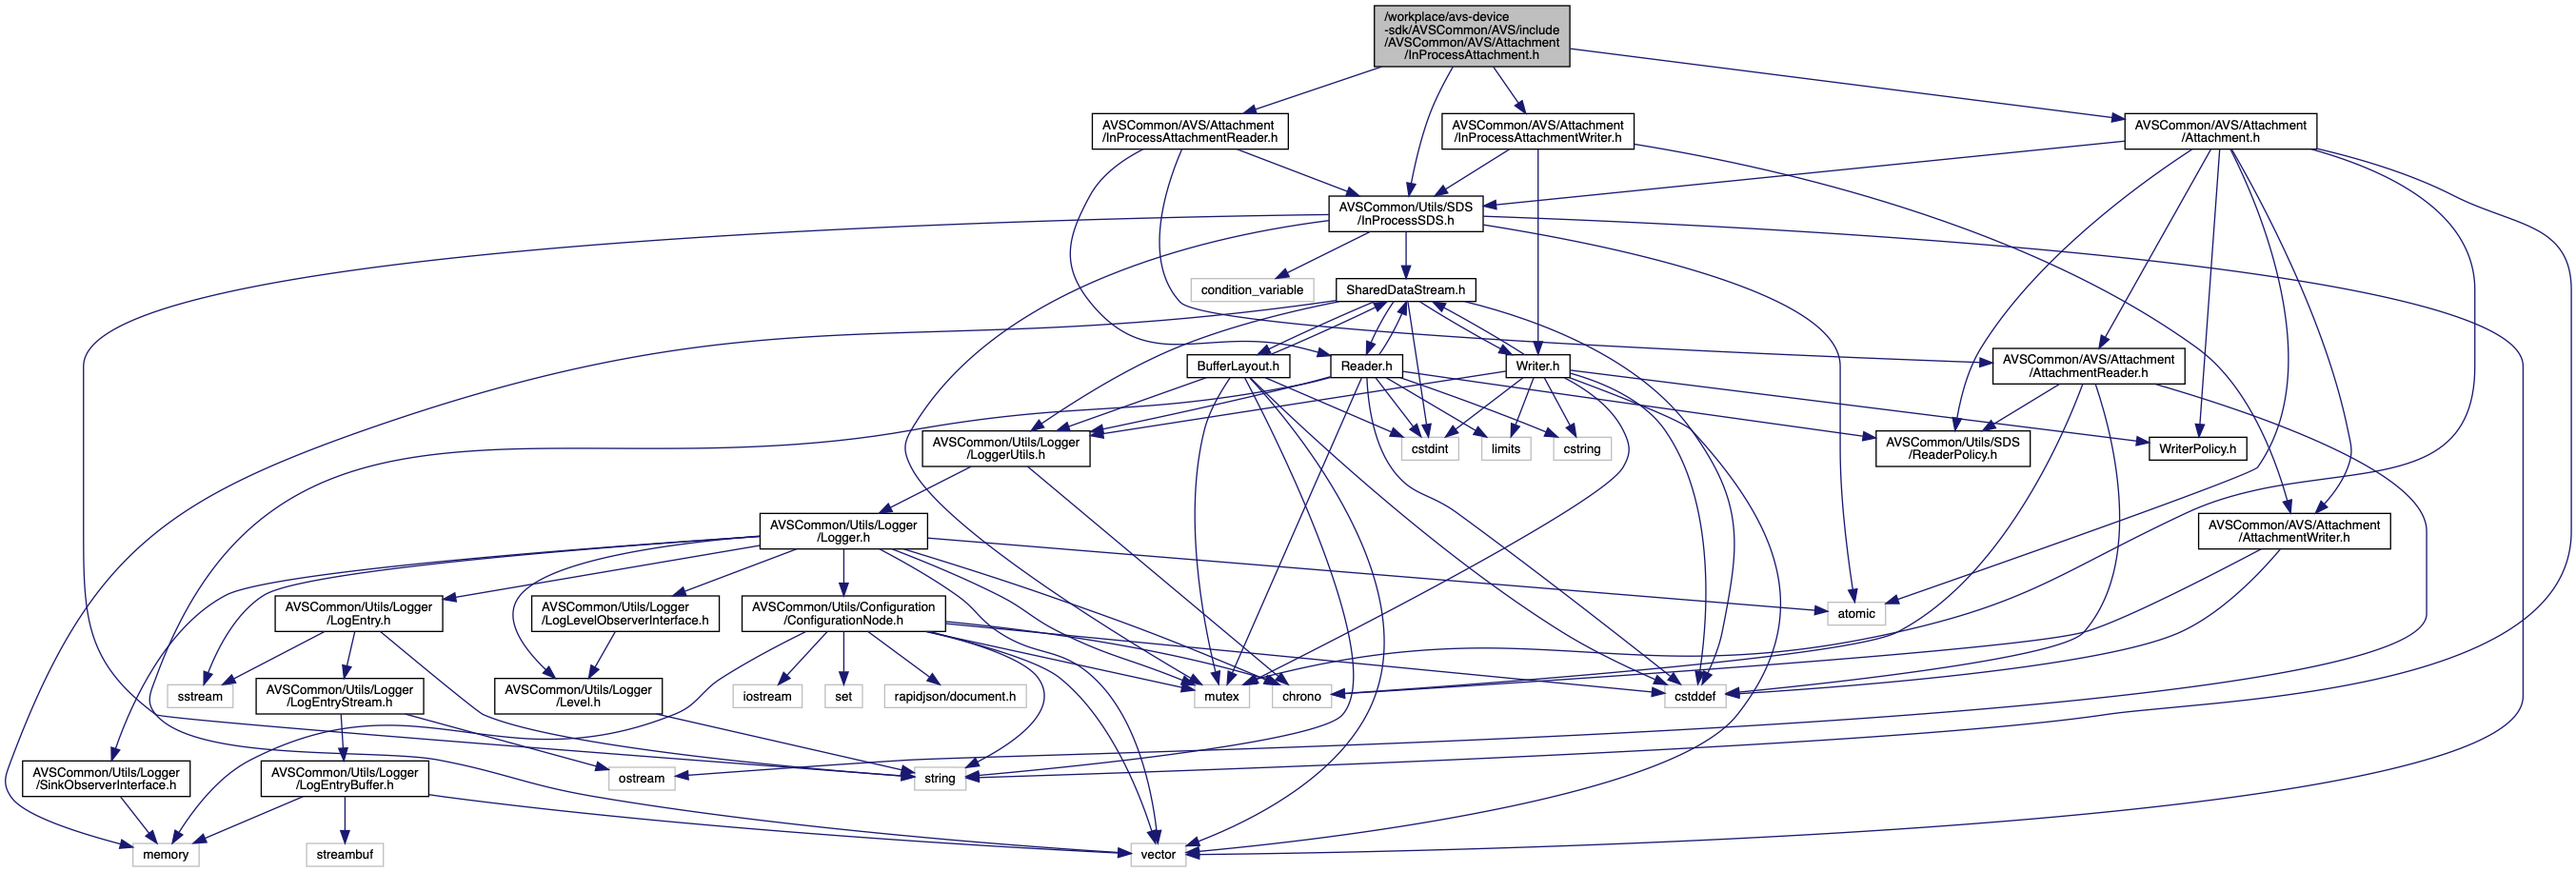 /workplace/avs-device
-sdk/AVSCommon/AVS/include
/AVSCommon/AVS/Attachment
/InProcessAttachment.h
AVSCommon/AVS/Attachment
/InProcessAttachmentReader.h
AVSCommon/AVS/Attachment
/InProcessAttachmentWriter.h
AVSCommon/AVS/Attachment
/Attachment.h
AVSCommon/Utils/SDS
/InProcessSDS.h
condition_variable
SharedDataStream.h
BufferLayout.h
Reader.h
Writer.h
AVSCommon/AVS/Attachment
/AttachmentReader.h
AVSCommon/Utils/Logger
/LoggerUtils.h
cstdint
limits
cstring
AVSCommon/Utils/SDS
/ReaderPolicy.h
WriterPolicy.h
AVSCommon/Utils/Logger
/Logger.h
AVSCommon/AVS/Attachment
/AttachmentWriter.h
AVSCommon/Utils/Logger
/LogEntry.h
AVSCommon/Utils/Logger
/LogLevelObserverInterface.h
AVSCommon/Utils/Configuration
/ConfigurationNode.h
atomic
sstream
AVSCommon/Utils/Logger
/LogEntryStream.h
AVSCommon/Utils/Logger
/Level.h
iostream
set
rapidjson/document.h
mutex
chrono
cstddef
AVSCommon/Utils/Logger
/SinkObserverInterface.h
AVSCommon/Utils/Logger
/LogEntryBuffer.h
ostream
string
memory
streambuf
vector